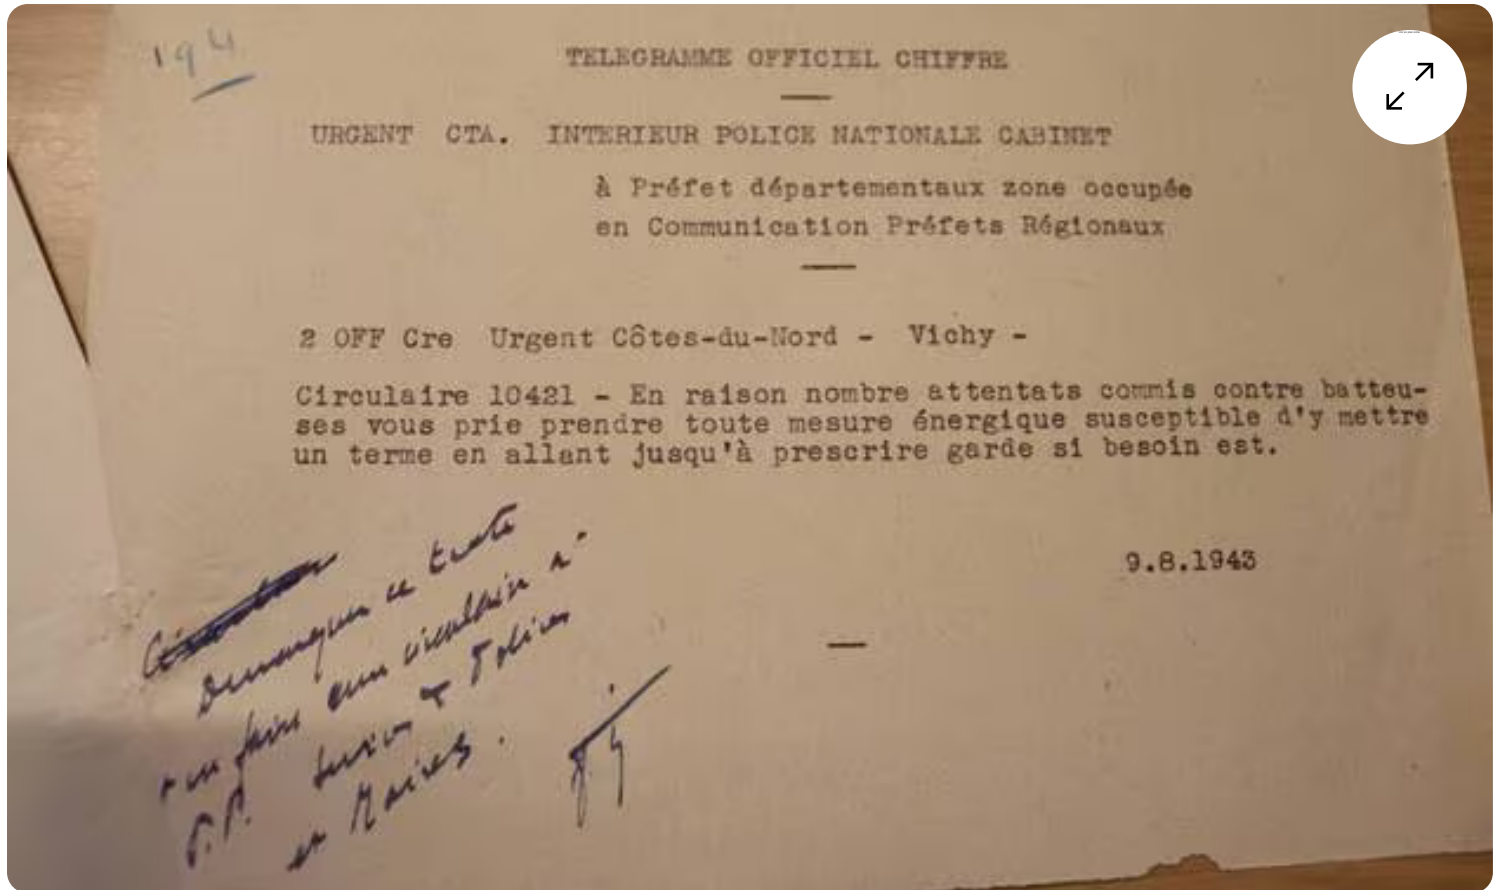 194
TELEGRAMME OFFICIEL CHIFFRE
URGENT CTA. INTERIEUR POLICE NATIONALE CABINET
à Préfet départementaux zone occupée
en Communication Préfets Régionaux
2 OFF Cre Urgent Côtes-du-Nord - Vichy -
Circulaire 10421 - En raison nombre attentats commis contre batteu-
ses vous prie prendre toute mesure énergique susceptible d'y mettre
un terme en allant jusqu'à prescrire garde si besoin est.
9.8.1943
ce texte
faire circulaire à
Police
et Maires.